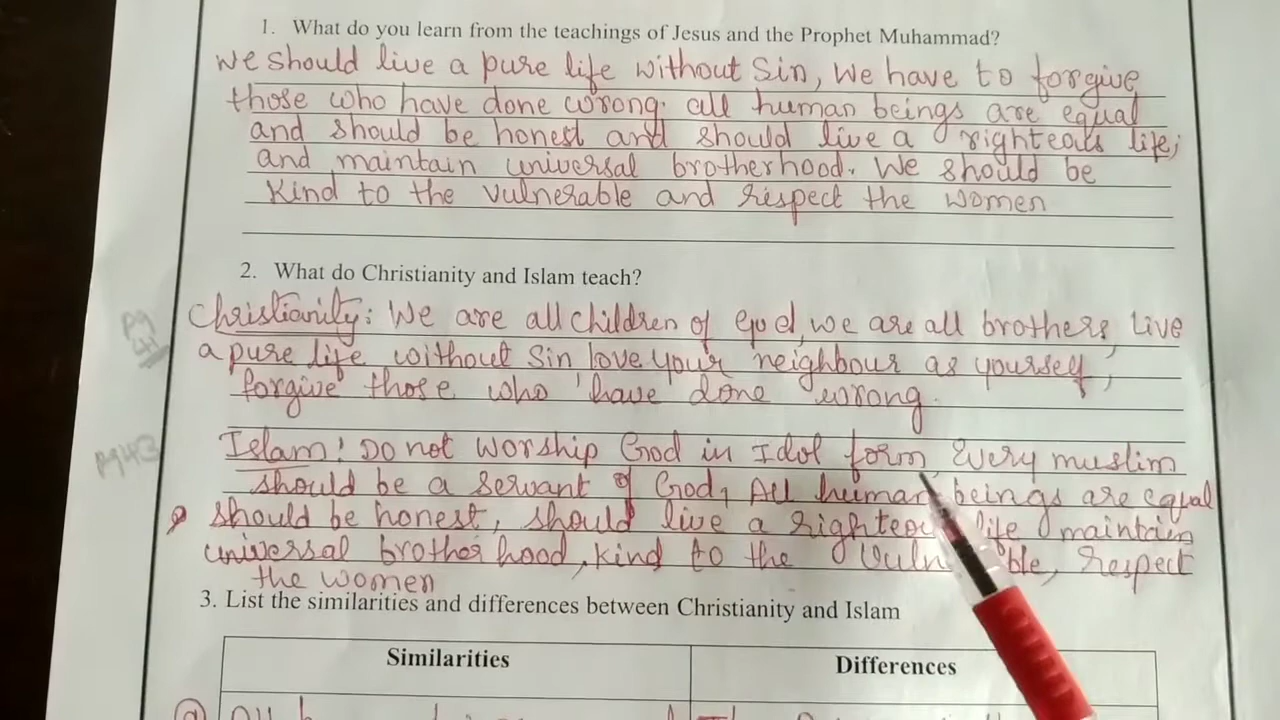 1. What do you learn from the teachings of Jesus and the Prophet Muhammad?
We should live a pure life without Sin, We have to forgive
those who have done wrong. all human beings are equal
and should be honest and should live a righteous life,
and maintain universal brotherhood. We should be
Kind to the vulnerable and respect the women
2. What do Christianity and Islam teach?
Christianity: We are all children of God, we are all brothers, live
a pure life without Sin, love your neighbour as yourself,
forgive those who have done wrong.
Pg 43
Islam: Do not worship God in Idol form, Every muslim
should be a servant of God, All human beings are equal
should be honest, should live a righteou life maintain
universal brotherhood, kind to the Vuln ble, respect
the women
3. List the similarities and differences between Christianity and Islam
Similarities
Differences